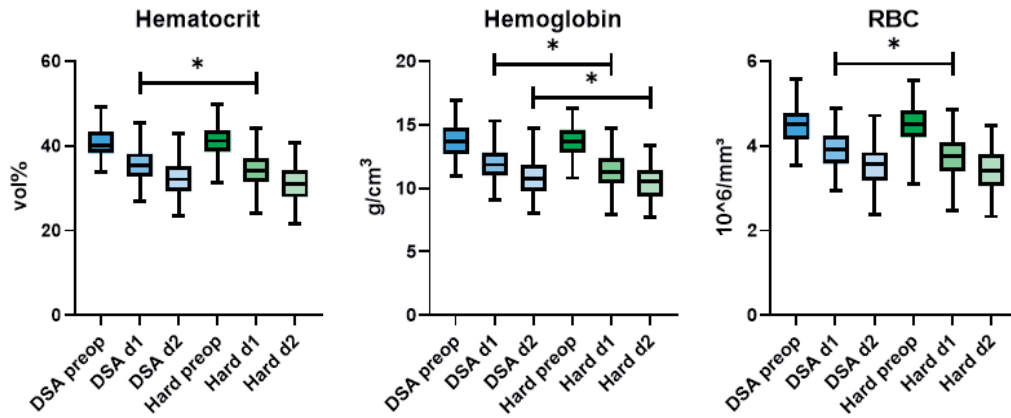 Hematocrit
vol%
60
40
20
0
*
DSA preop
DSA d1
DSA d2
Hard preop
Hard d1
Hard d2
Hemoglobin
g/cm³
20
15
10
5
0
*
*
DSA preop
DSA d1
DSA d2
Hard preop
Hard d1
Hard d2
RBC
10^6/mm³
6
4
2
0
*
DSA preop
DSA d1
DSA d2
Hard preop
Hard d1
Hard d2